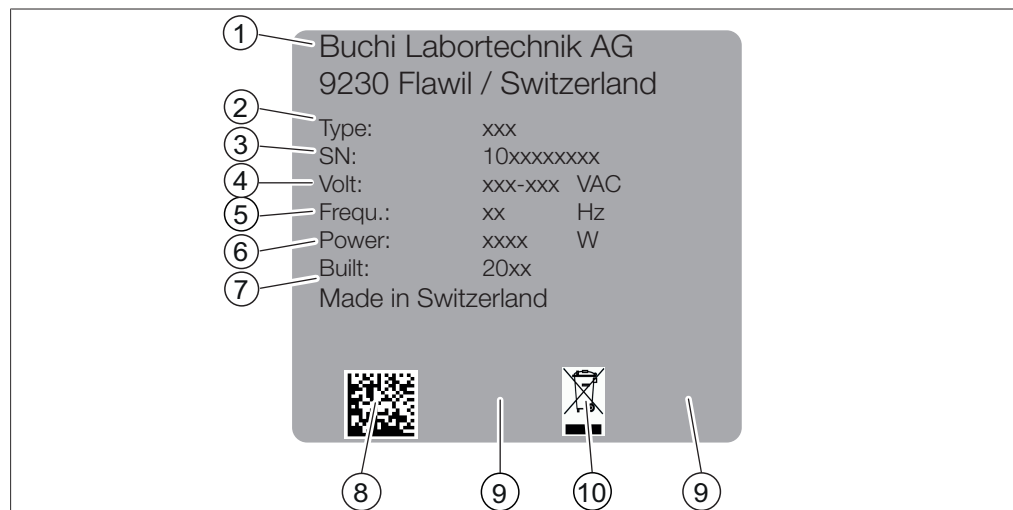 ① Buchi Labortechnik AG
9230 Flawil / Switzerland
② Type: xxx
③ SN: 10xxxxxxxx
④ Volt: xxx-xxx VAC
⑤ Frequ.: xx Hz
⑥ Power: xxxx W
⑦ Built: 20xx
Made in Switzerland
⑧ ⑨ ⑩ ⑨